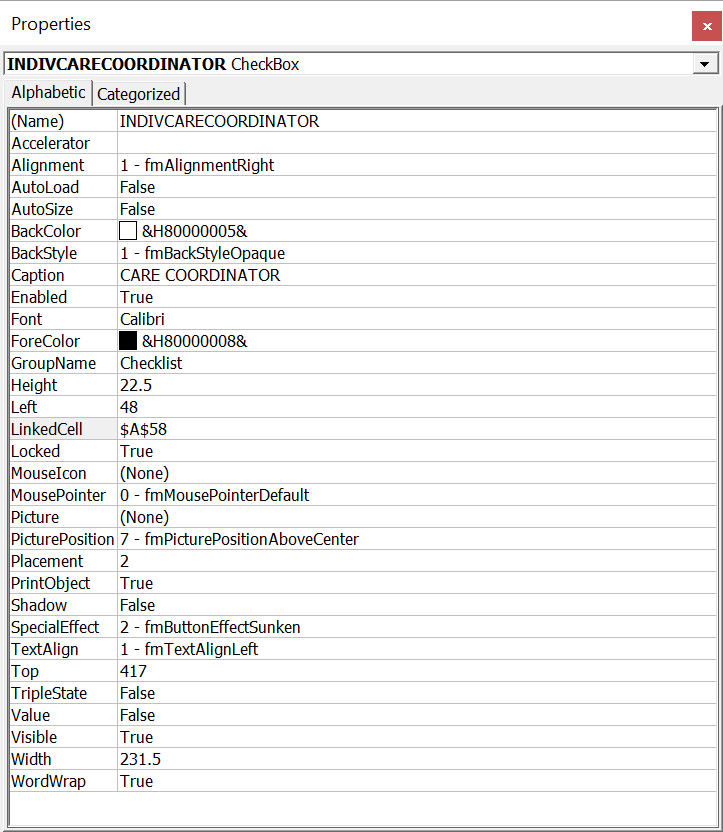 Properties
INDIVCARECOORDINATOR CheckBox
Alphabetic Categorized
(Name) INDIVCARECOORDINATOR
Accelerator
Alignment 1 - fmAlignmentRight
AutoLoad False
AutoSize False
BackColor &H80000005&
BackStyle 1 - fmBackStyleOpaque
Caption CARE COORDINATOR
Enabled True
Font Calibri
ForeColor &H80000008&
GroupName Checklist
Height 22.5
Left 48
LinkedCell $A$58
Locked True
MouseIcon (None)
MousePointer 0 - fmMousePointerDefault
Picture (None)
PicturePosition 7 - fmPicturePositionAboveCenter
Placement 2
PrintObject True
Shadow False
SpecialEffect 2 - fmButtonEffectSunken
TextAlign 1 - fmTextAlignLeft
Top 417
TripleState False
Value False
Visible True
Width 231.5
WordWrap True